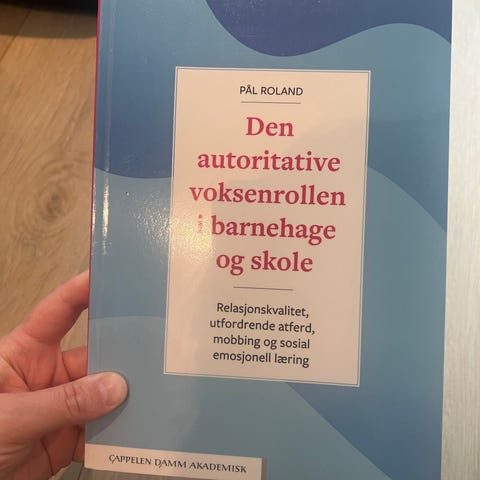 PÅL ROLAND
Den
autoritative
voksenrollen
i barnehage
og skole
Relasjonskvalitet,
utfordrende atferd,
mobbing og sosial
emosjonell læring
CAPPELEN DAMM AKADEMISK